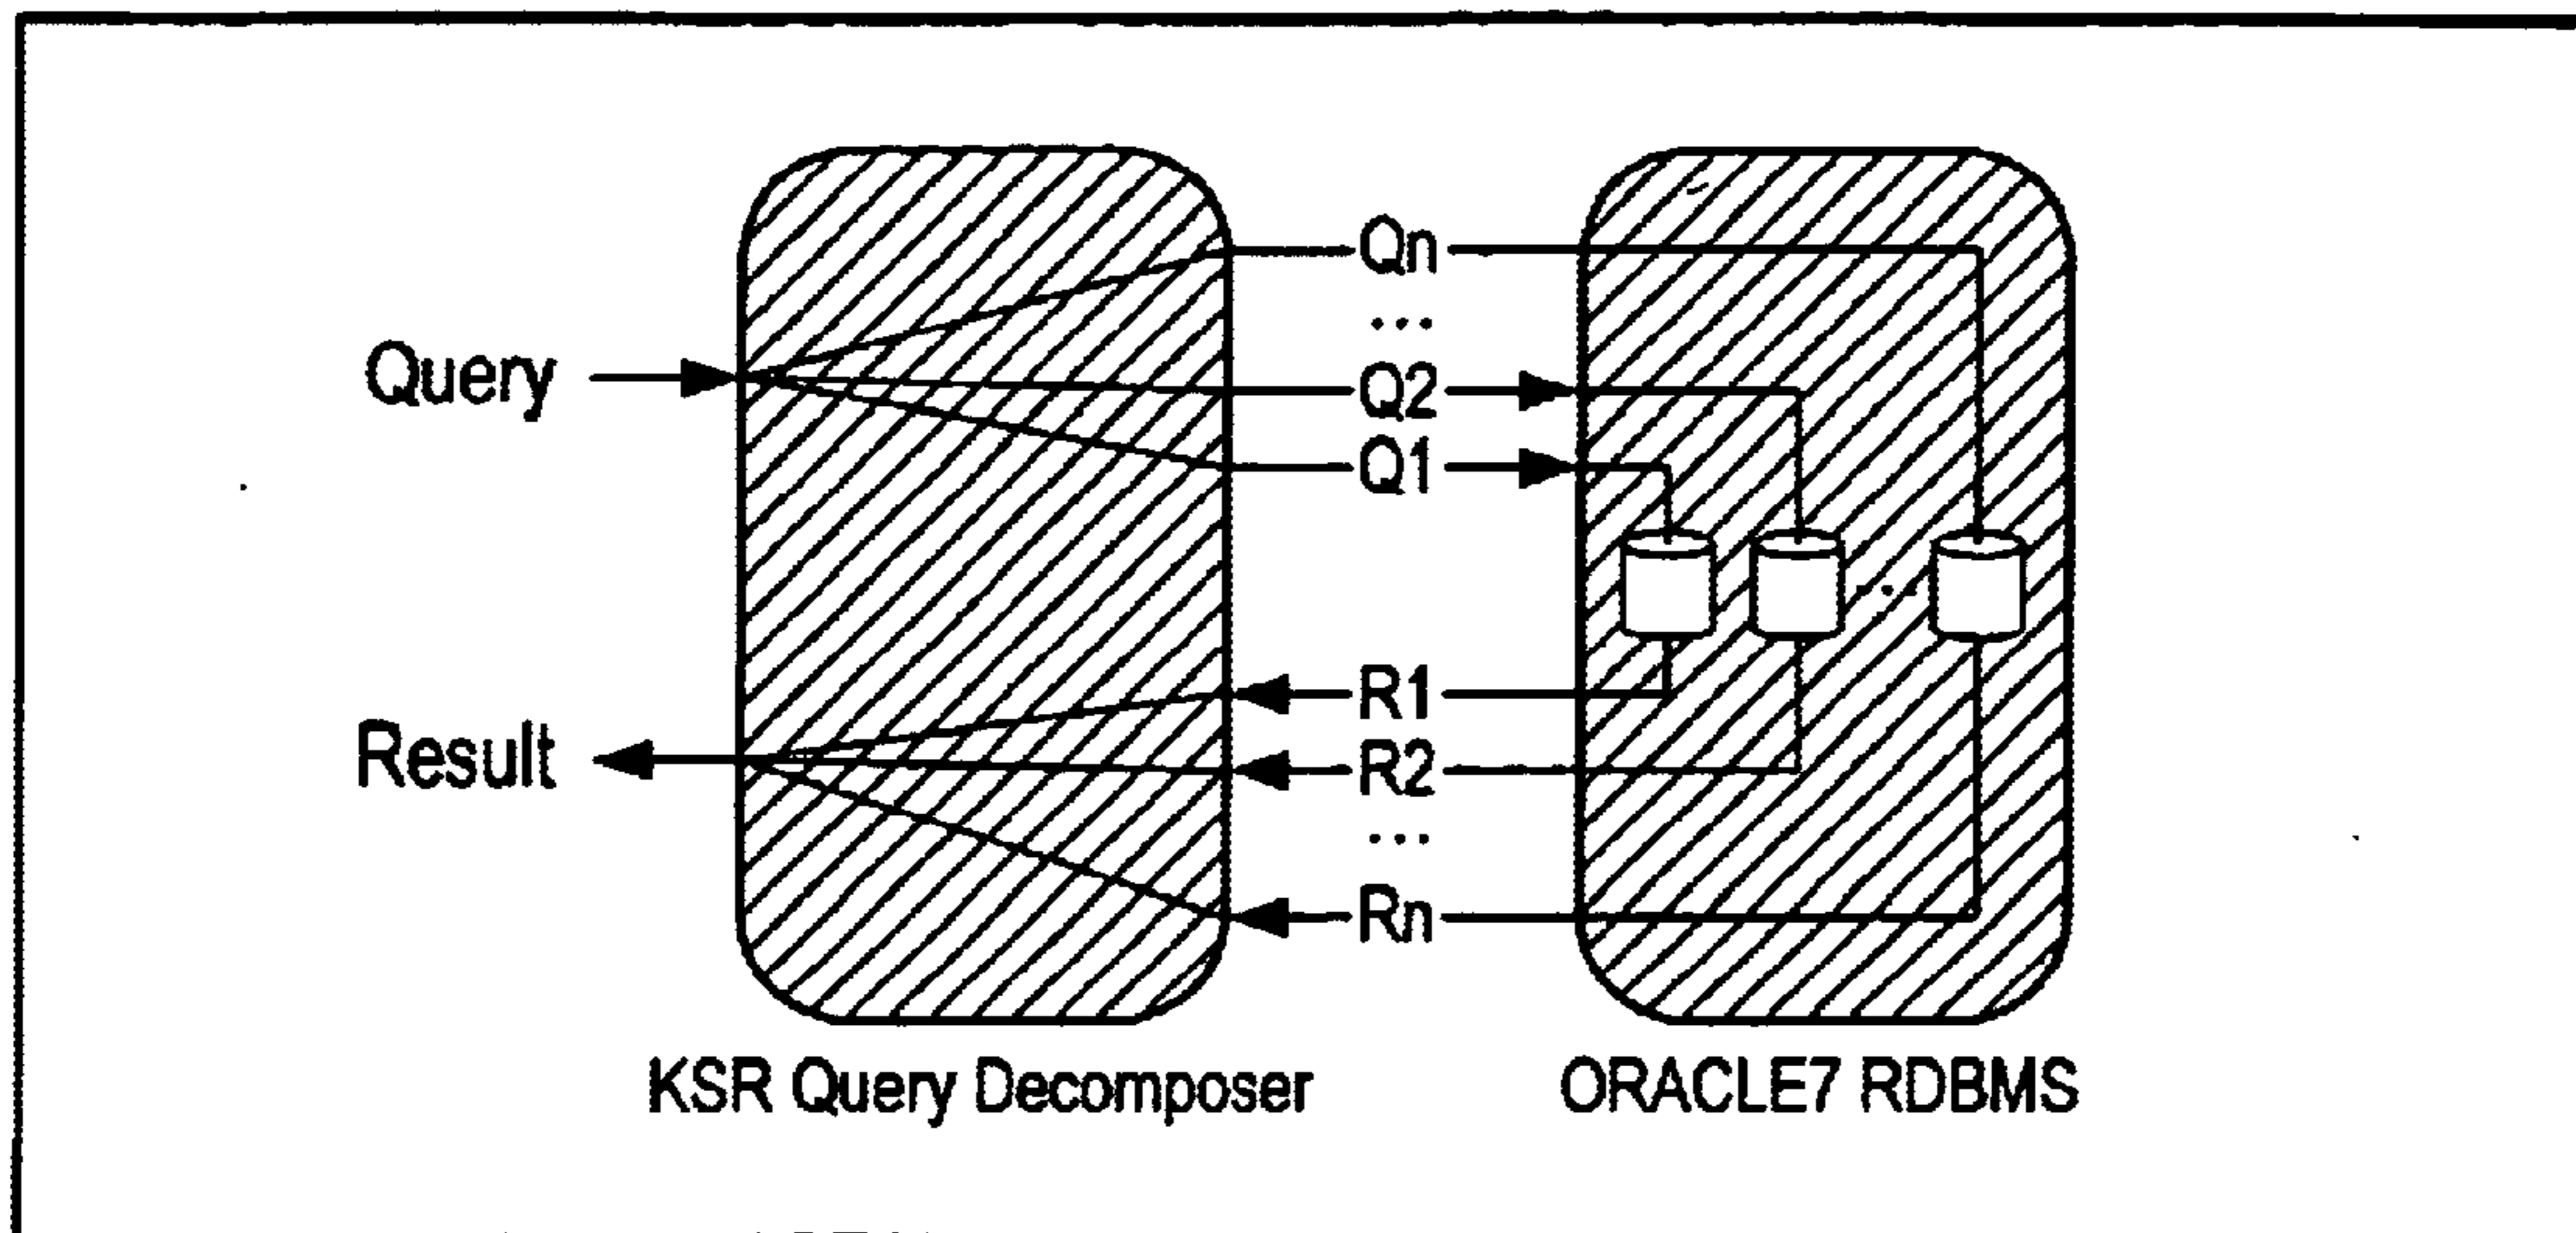 Qn
...
Query
Q2
Q1
...
R1
Result
R2
...
Rn
KSR Query Decomposer
ORACLE7 RDBMS